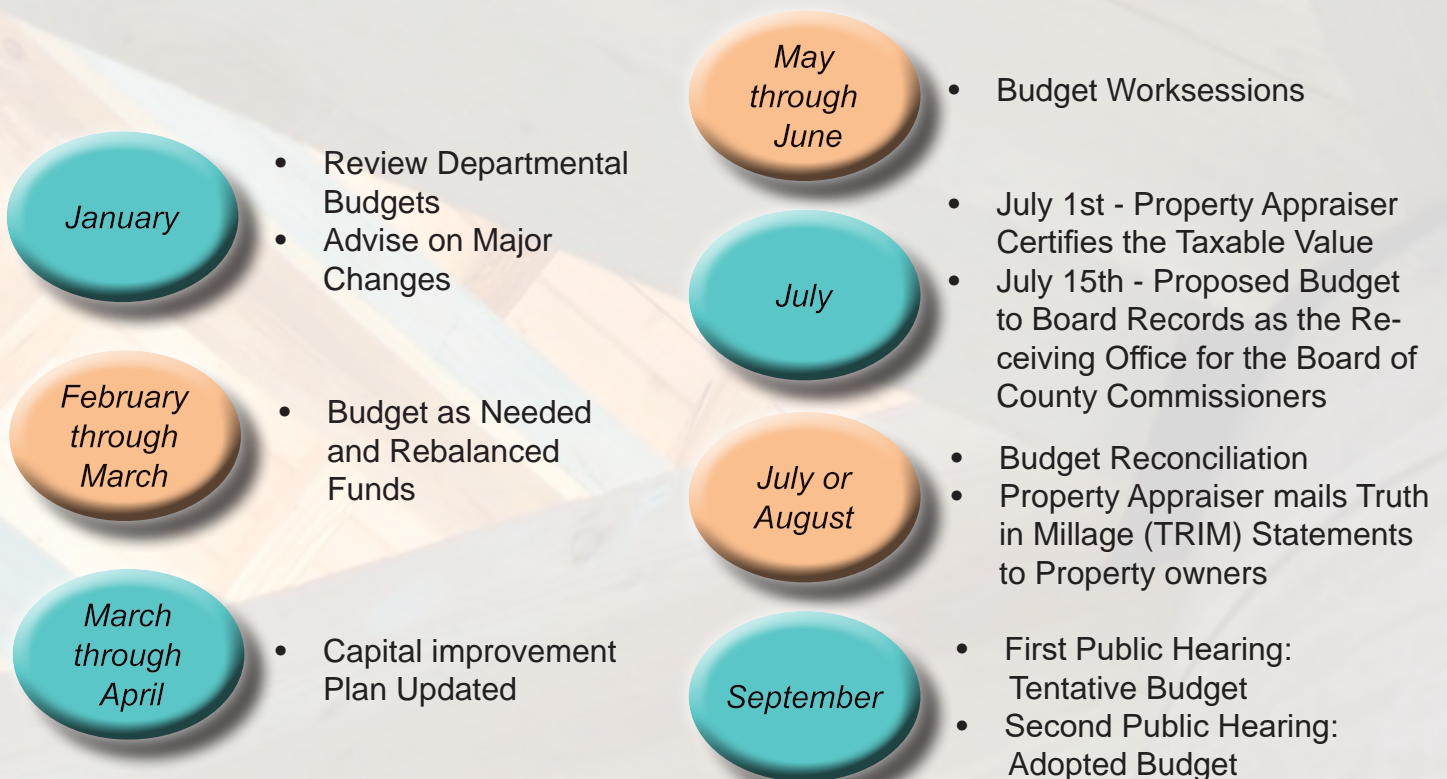 January
• Review Departmental
Budgets
• Advise on Major
Changes
February
through
March
• Budget as Needed
and Rebalanced
Funds
March
through
April
• Capital improvement
Plan Updated
May
through
June
• Budget Worksessions
July
• July 1st - Property Appraiser
Certifies the Taxable Value
• July 15th - Proposed Budget
to Board Records as the Re-
ceiving Office for the Board of
County Commissioners
July or
August
• Budget Reconciliation
• Property Appraiser mails Truth
in Millage (TRIM) Statements
to Property owners
September
• First Public Hearing:
Tentative Budget
• Second Public Hearing:
Adopted Budget